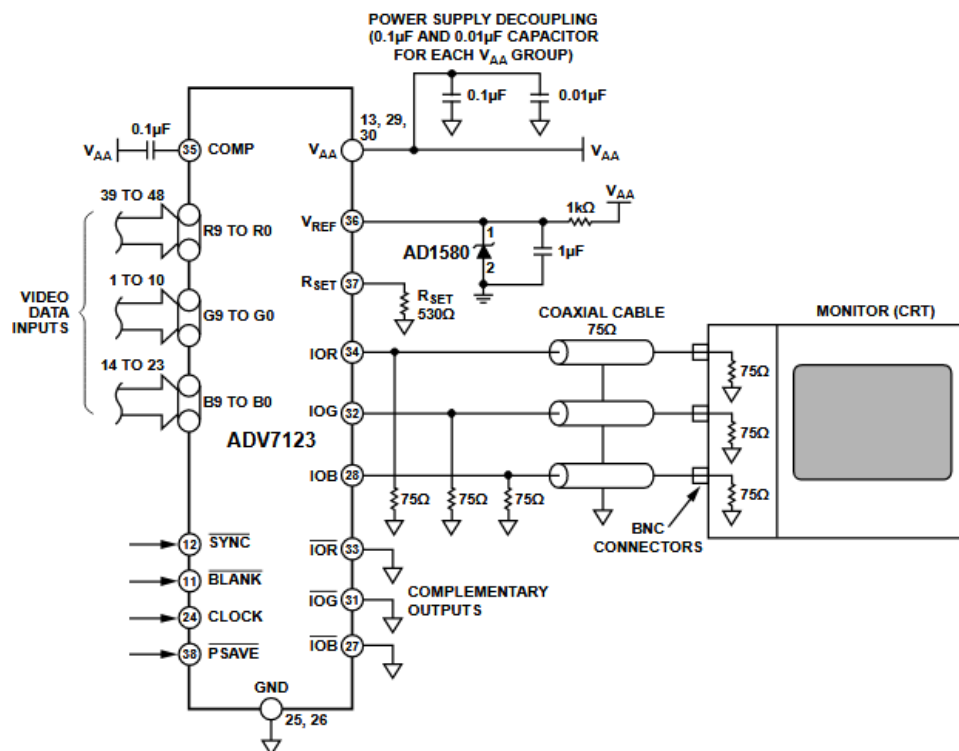 POWER SUPPLY DECOUPLING
(0.1µF AND 0.01µF CAPACITOR
FOR EACH VAA GROUP)
0.1µF
0.01µF
13, 29,
30
VAA
VAA
0.1µF
VAA
35
COMP
39 TO 48
R9 TO R0
VREF
36
VAA
1kΩ
1
AD1580
2
1µF
1 TO 10
G9 TO G0
RSET
37
RSET
530Ω
VIDEO
DATA
INPUTS
14 TO 23
B9 TO B0
COAXIAL CABLE
75Ω
MONITOR (CRT)
IOR
34
75Ω
IOG
32
75Ω
ADV7123
IOB
28
75Ω
75Ω
75Ω
75Ω
BNC
CONNECTORS
12
SYNC
IOR
33
11
BLANK
IOG
31
COMPLEMENTARY
OUTPUTS
24
CLOCK
38
PSAVE
IOB
27
GND
25, 26